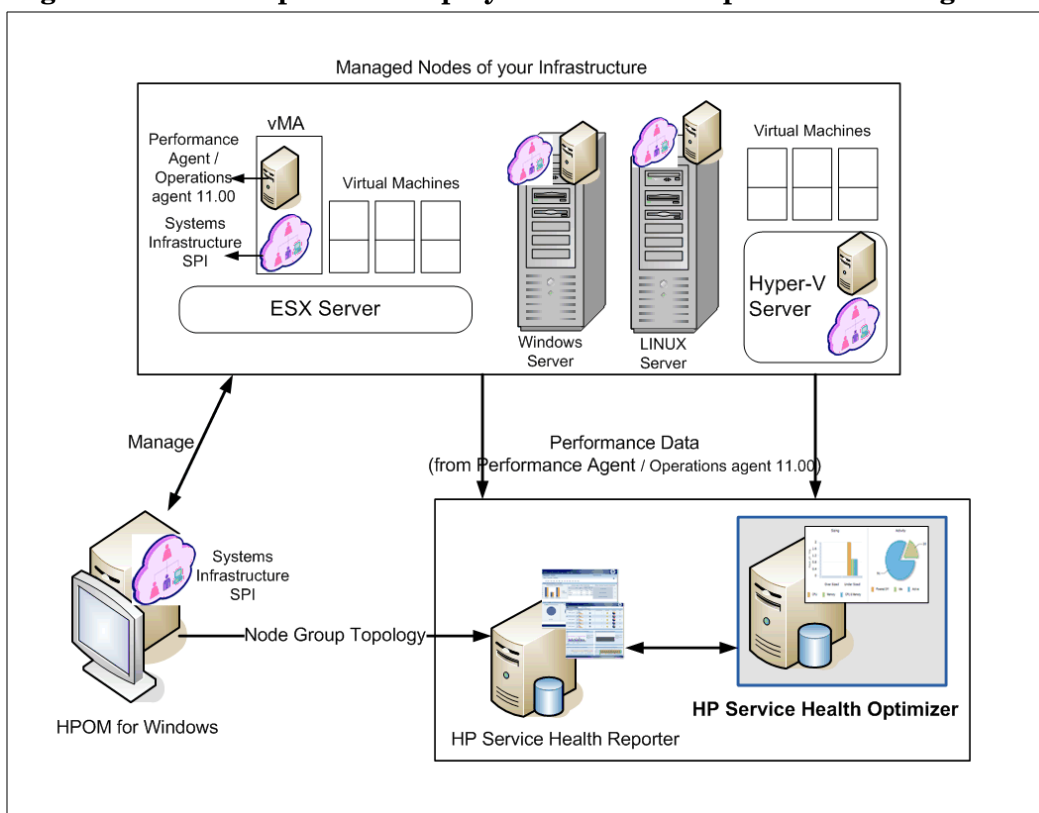 Managed Nodes of your Infrastructure
vMA
Performance
Agent /
Operations
agent 11.00
Systems
Infrastructure
SPI
Virtual Machines
ESX Server
Windows
Server
LINUX
Server
Virtual Machines
Hyper-V
Server
Manage
Performance Data
(from Performance Agent / Operations agent 11.00)
Systems
Infrastructure
SPI
Node Group Topology
HPOM for Windows
HP Service Health Reporter
HP Service Health Optimizer